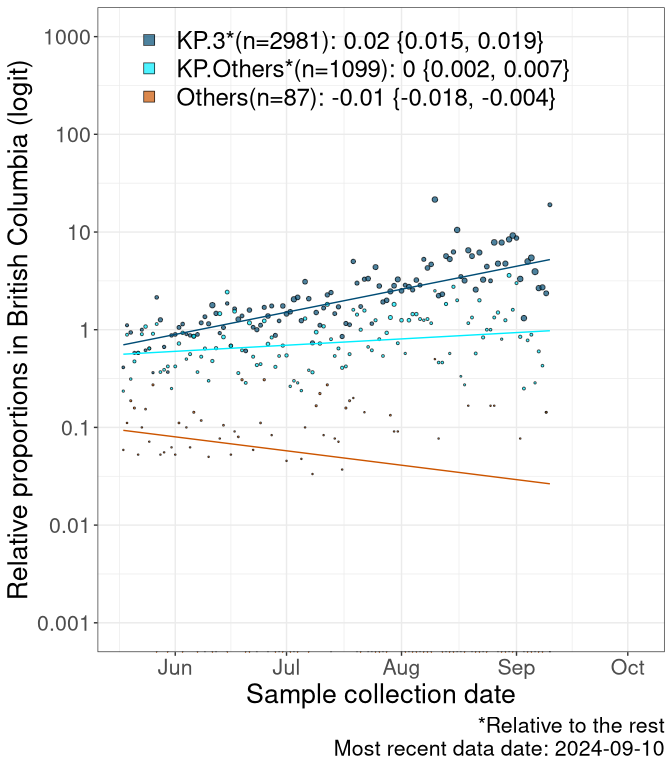 KP.3*(n=2981): 0.02 {0.015, 0.019}
KP.Others*(n=1099): 0 {0.002, 0.007}
Others(n=87): -0.01 {-0.018, -0.004}
Relative proportions in British Columbia (logit)
1000
100
10
1
0.1
0.01
0.001
Jun Jul Aug Sep Oct
Sample collection date
*Relative to the rest
Most recent data date: 2024-09-10